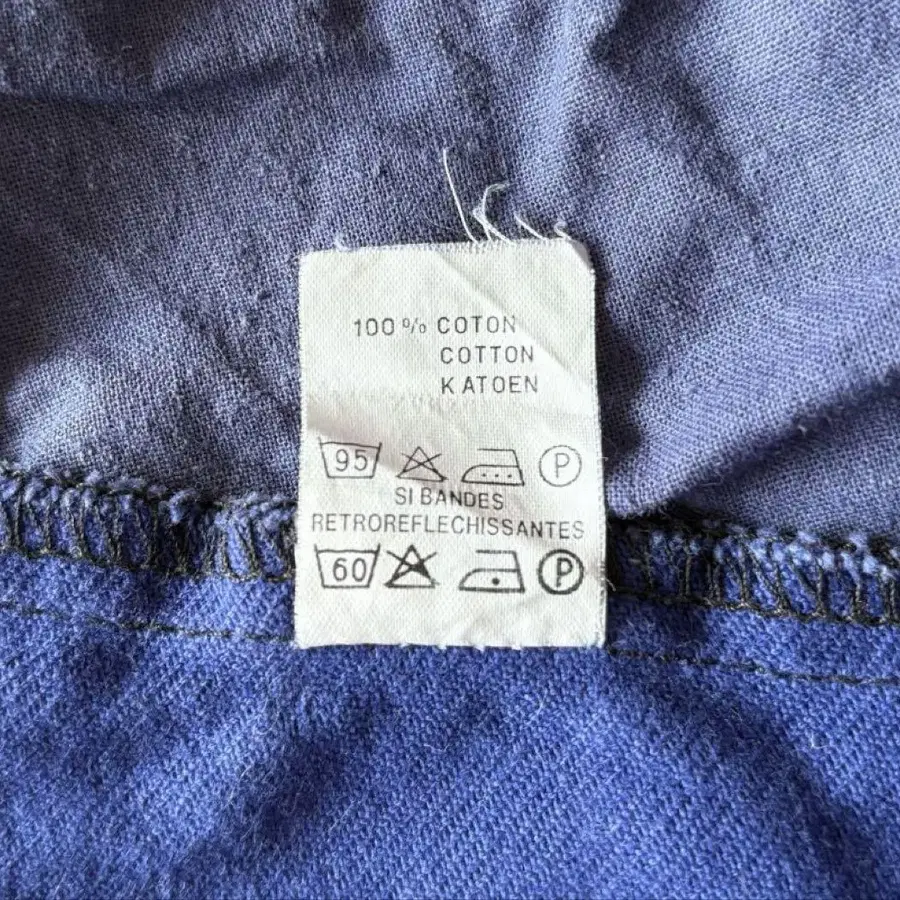 100 % COTON
COTTON
KATOEN
95 P
SI BANDES
RETROREFLECHISSANTES
60 P